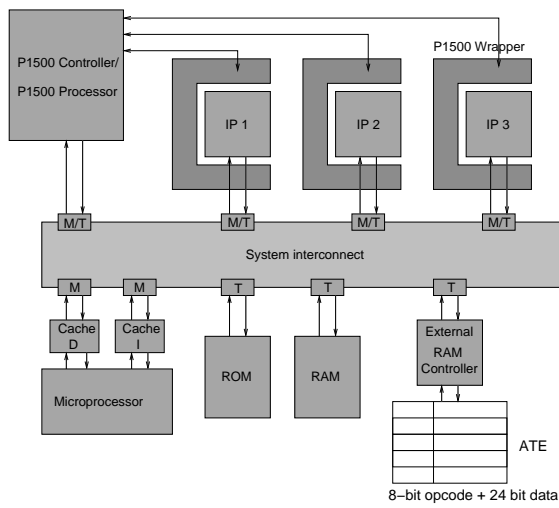 P1500 Controller/
P1500 Processor
P1500 Wrapper
IP 1
IP 2
IP 3
M/T
M/T
M/T
M/T
System interconnect
M
M
T
T
T
Cache
D
Cache
I
ROM
RAM
External
RAM
Controller
Microprocessor
ATE
8−bit opcode + 24 bit data